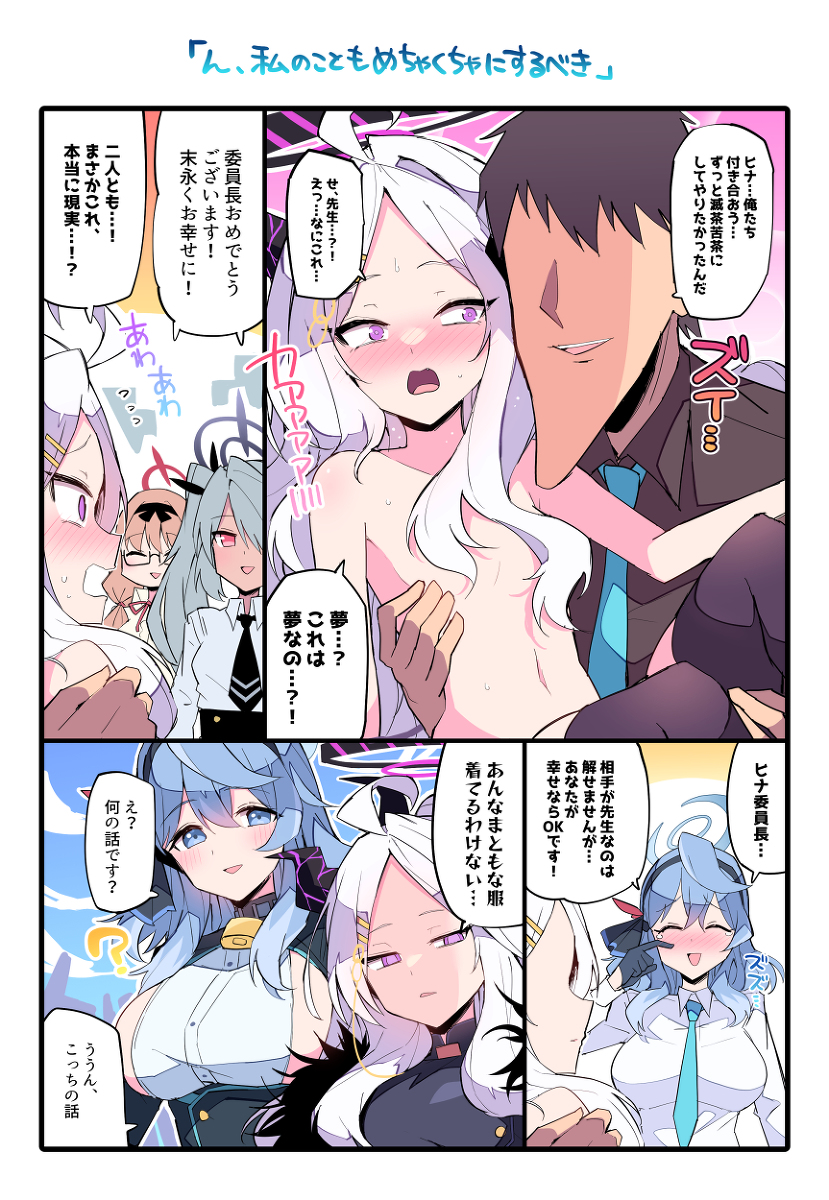 「ん、私のこともめちゃくちゃにするべき」
ヒナ…俺たち
付き合おう…
ずっと滅茶苦茶に
してやりたかったんだ
せ、先生…?!
えっ…なにこれ…
ズイ…
カアァァァァ
夢…?
これは
夢なの…?!
委員長おめでとう
ございます!
末永くお幸せに!
二人とも…!
まさかこれ、
本当に現実…!?
あわあわ
ヒナ委員長…
相手が先生なのは
解せませんが…
あなたが
幸せならOKです!
ズズ…
あんなまともな服
着てるわけない…
え?
何の話です?
?
ううん、
こっちの話